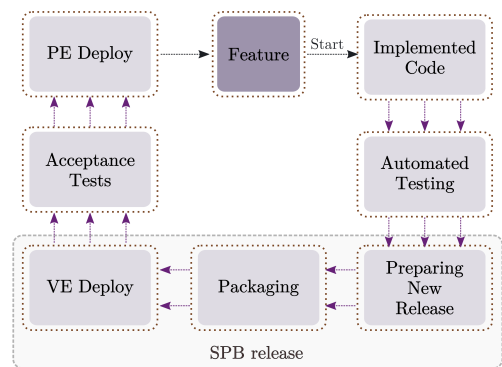 PE Deploy
Feature
Start
Implemented
Code
Acceptance
Tests
Automated
Testing
VE Deploy
Packaging
Preparing
New
Release
SPB release